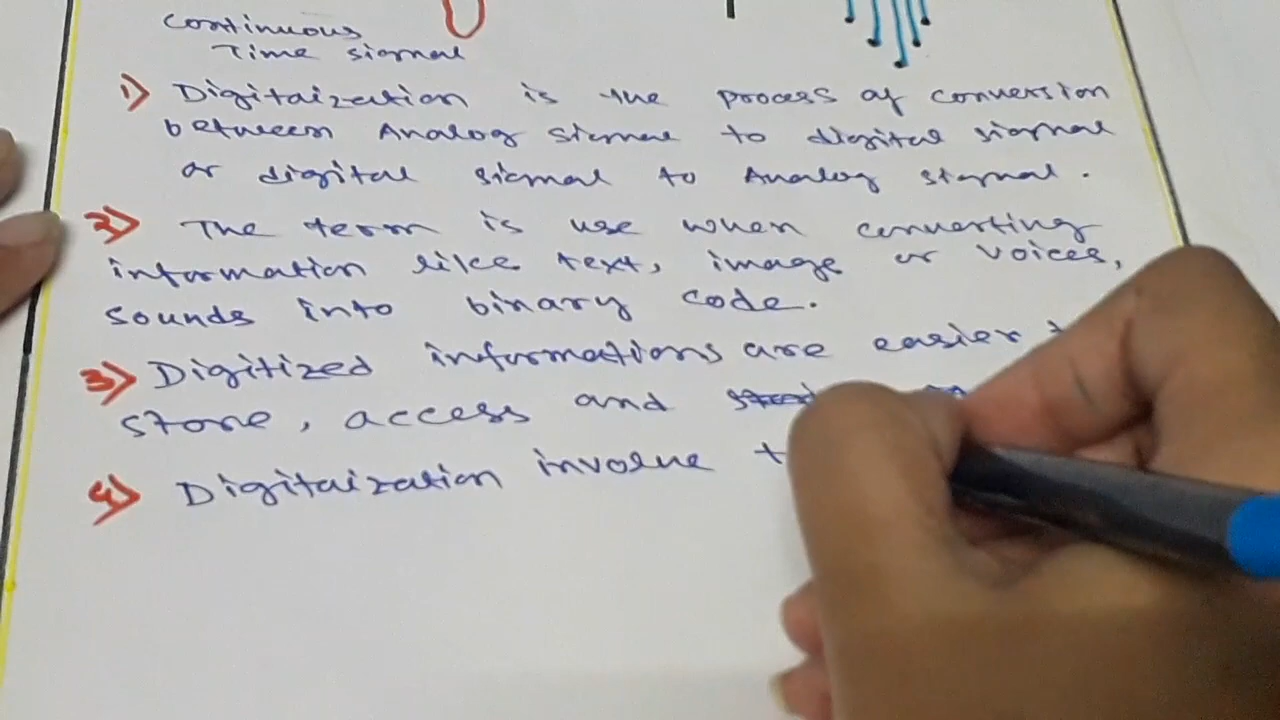 continuous
Time signal
1) Digitaization is the process of conversion
between Analog signal to digital signal
or digital signal to Analog signal.
2) The term is use when converting
information like text, image or voices,
sounds into binary code.
3) Digitized informations are easier
store, access and
4) Digitaization involve